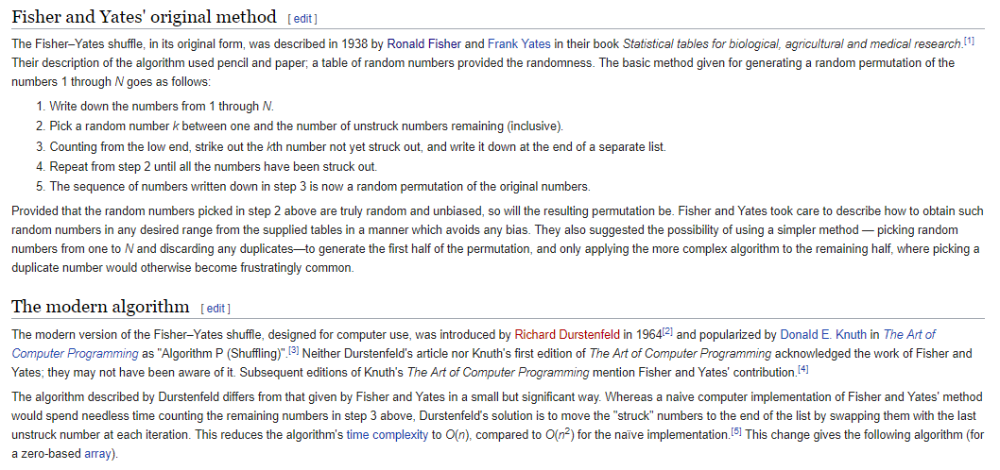 Fisher and Yates' original method [ edit ]
The Fisher–Yates shuffle, in its original form, was described in 1938 by Ronald Fisher and Frank Yates in their book Statistical tables for biological, agricultural and medical research.[1]
Their description of the algorithm used pencil and paper; a table of random numbers provided the randomness. The basic method given for generating a random permutation of the
numbers 1 through N goes as follows:
1. Write down the numbers from 1 through N.
2. Pick a random number k between one and the number of unstruck numbers remaining (inclusive).
3. Counting from the low end, strike out the kth number not yet struck out, and write it down at the end of a separate list.
4. Repeat from step 2 until all the numbers have been struck out.
5. The sequence of numbers written down in step 3 is now a random permutation of the original numbers.
Provided that the random numbers picked in step 2 above are truly random and unbiased, so will the resulting permutation be. Fisher and Yates took care to describe how to obtain such
random numbers in any desired range from the supplied tables in a manner which avoids any bias. They also suggested the possibility of using a simpler method — picking random
numbers from one to N and discarding any duplicates—to generate the first half of the permutation, and only applying the more complex algorithm to the remaining half, where picking a
duplicate number would otherwise become frustratingly common.
The modern algorithm [ edit ]
The modern version of the Fisher–Yates shuffle, designed for computer use, was introduced by Richard Durstenfeld in 1964[2] and popularized by Donald E. Knuth in The Art of
Computer Programming as "Algorithm P (Shuffling)".[3] Neither Durstenfeld's article nor Knuth's first edition of The Art of Computer Programming acknowledged the work of Fisher and
Yates; they may not have been aware of it. Subsequent editions of Knuth's The Art of Computer Programming mention Fisher and Yates' contribution.[4]
The algorithm described by Durstenfeld differs from that given by Fisher and Yates in a small but significant way. Whereas a naive computer implementation of Fisher and Yates' method
would spend needless time counting the remaining numbers in step 3 above, Durstenfeld's solution is to move the "struck" numbers to the end of the list by swapping them with the last
unstruck number at each iteration. This reduces the algorithm's time complexity to O(n), compared to O(n²) for the naïve implementation.[5] This change gives the following algorithm (for
a zero-based array).